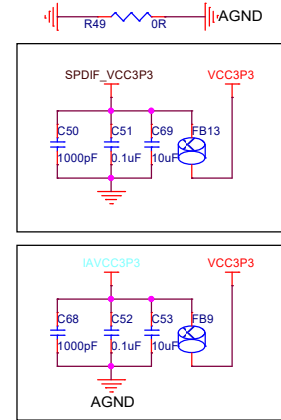 AGND
R49 0R
SPDIF_VCC3P3 VCC3P3
C50 C51 C69 FB13
1000pF 0.1uF 10uF
IAVCC3P3 VCC3P3
C68 C52 C53 FB9
1000pF 0.1uF 10uF
AGND